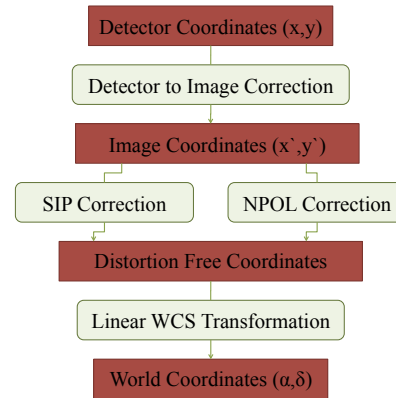 Detector Coordinates (x,y)
Detector to Image Correction
Image Coordinates (x`,y`)
SIP Correction
NPOL Correction
Distortion Free Coordinates
Linear WCS Transformation
World Coordinates (α,δ)